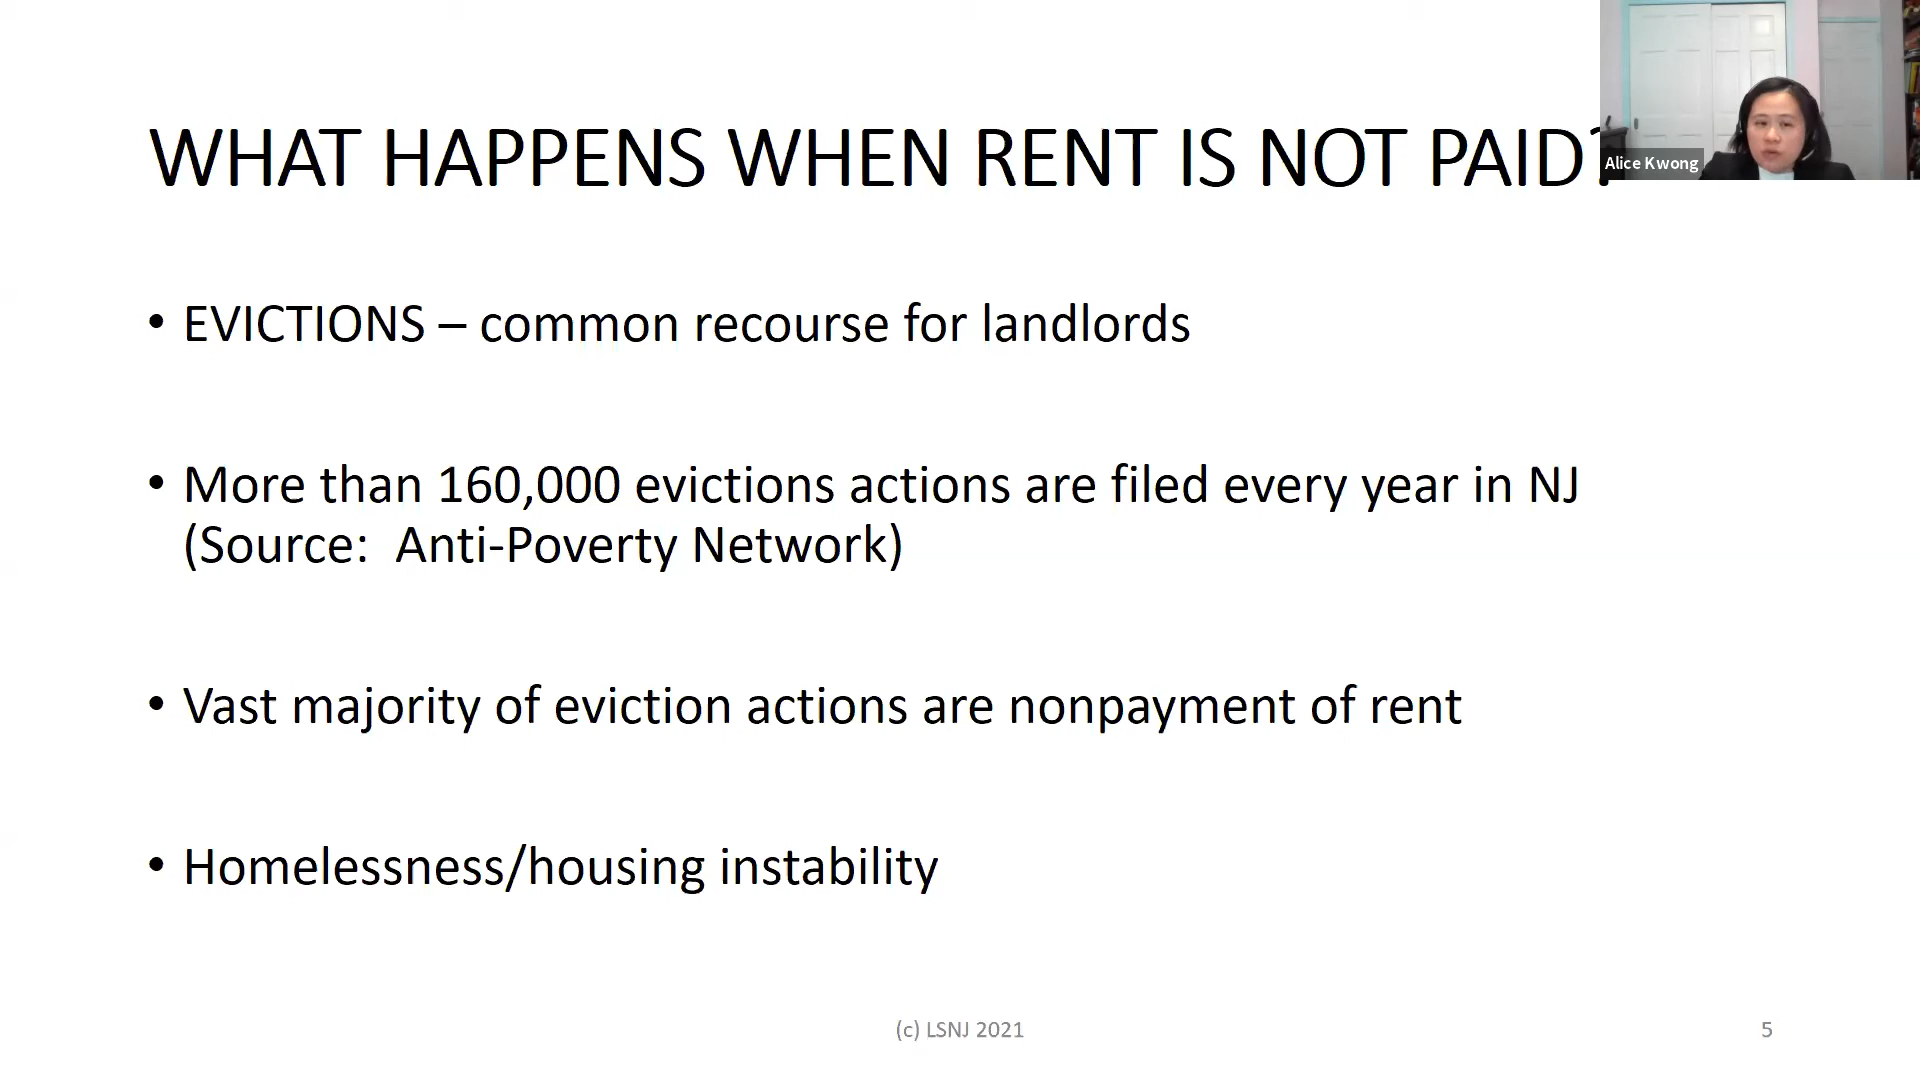 WHAT HAPPENS WHEN RENT IS NOT PAID?
Alice Kwong
• EVICTIONS – common recourse for landlords
• More than 160,000 evictions actions are filed every year in NJ
(Source:  Anti-Poverty Network)
• Vast majority of eviction actions are nonpayment of rent
• Homelessness/housing instability
(c) LSNJ 2021
5